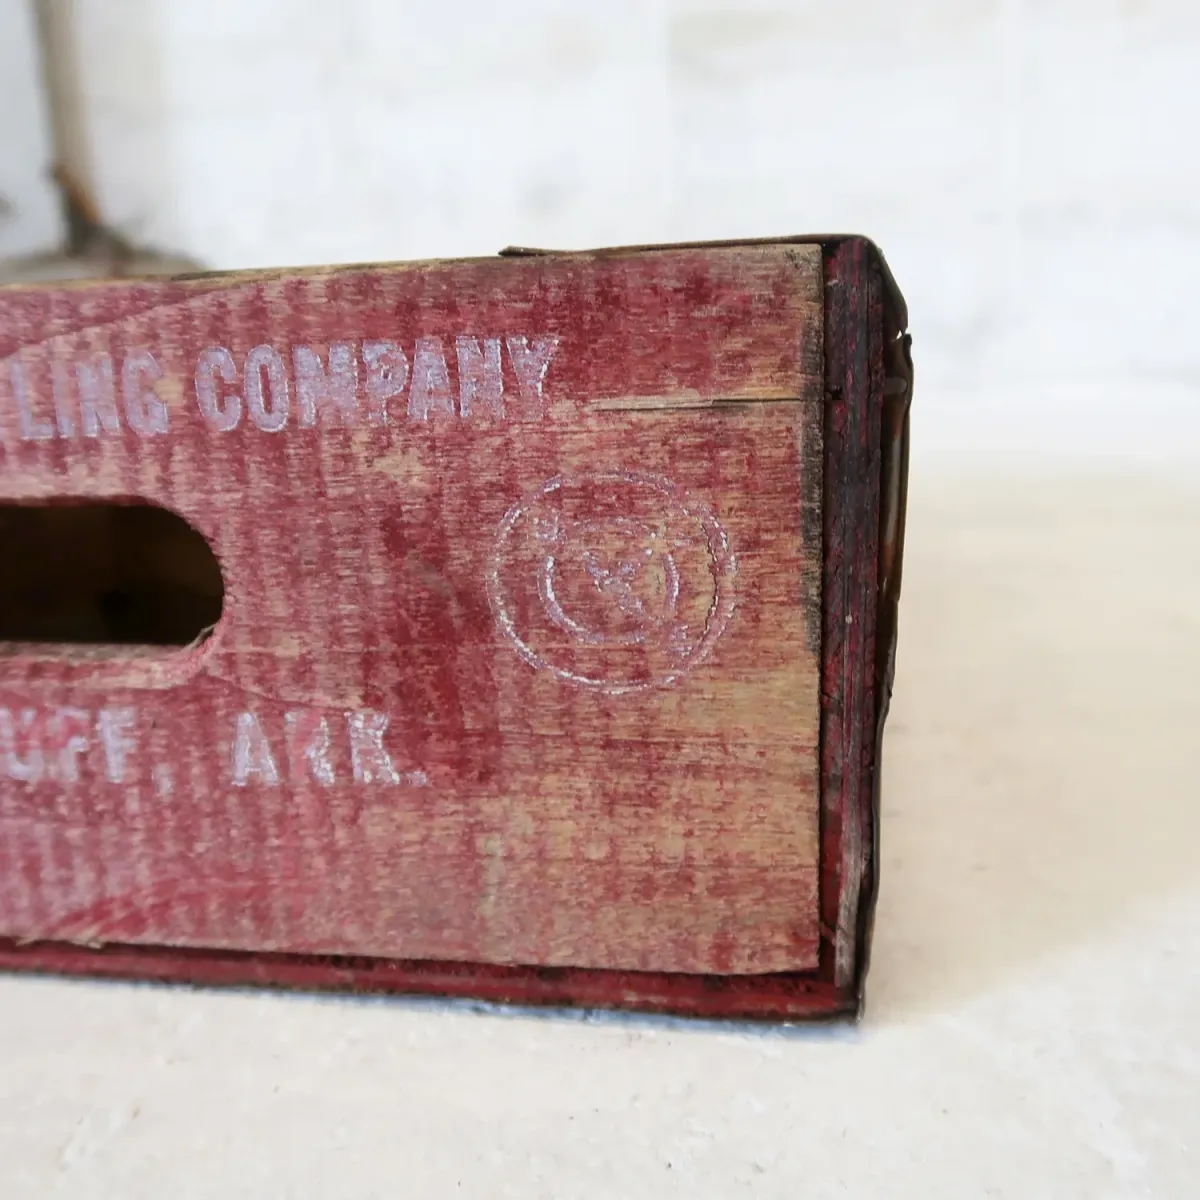 LING COMPANY
UFF, ARK.